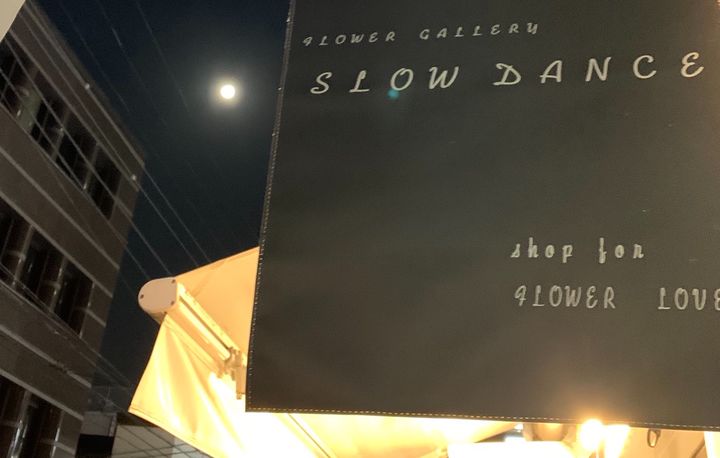 FLOWER GALLERY
SLOW DANCE
shop for
FLOWER LOVE